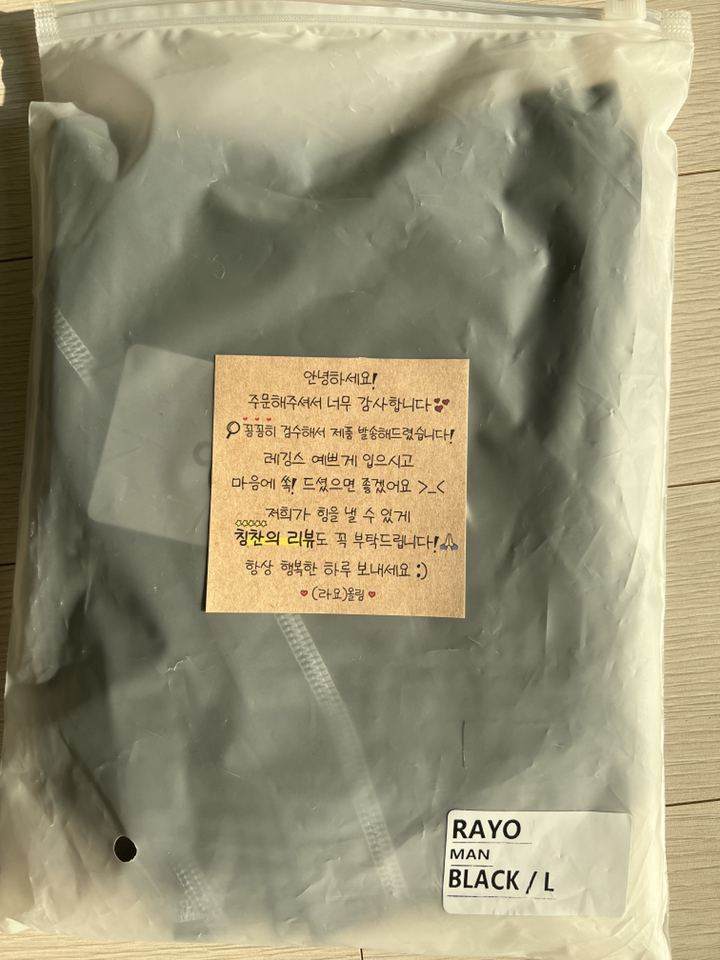 안녕하세요!
주문해주셔서 너무 감사합니다
꼼꼼히 검수해서 제품 발송해드렸습니다!
레깅스 예쁘게 입으시고
마음에 쏙! 드셨으면 좋겠어요 >_<
저희가 힘을 낼 수 있게
칭찬의 리뷰도 꼭 부탁드립니다!
항상 행복한 하루 보내세요 :)
(라요)올림
RAYO
MAN
BLACK / L